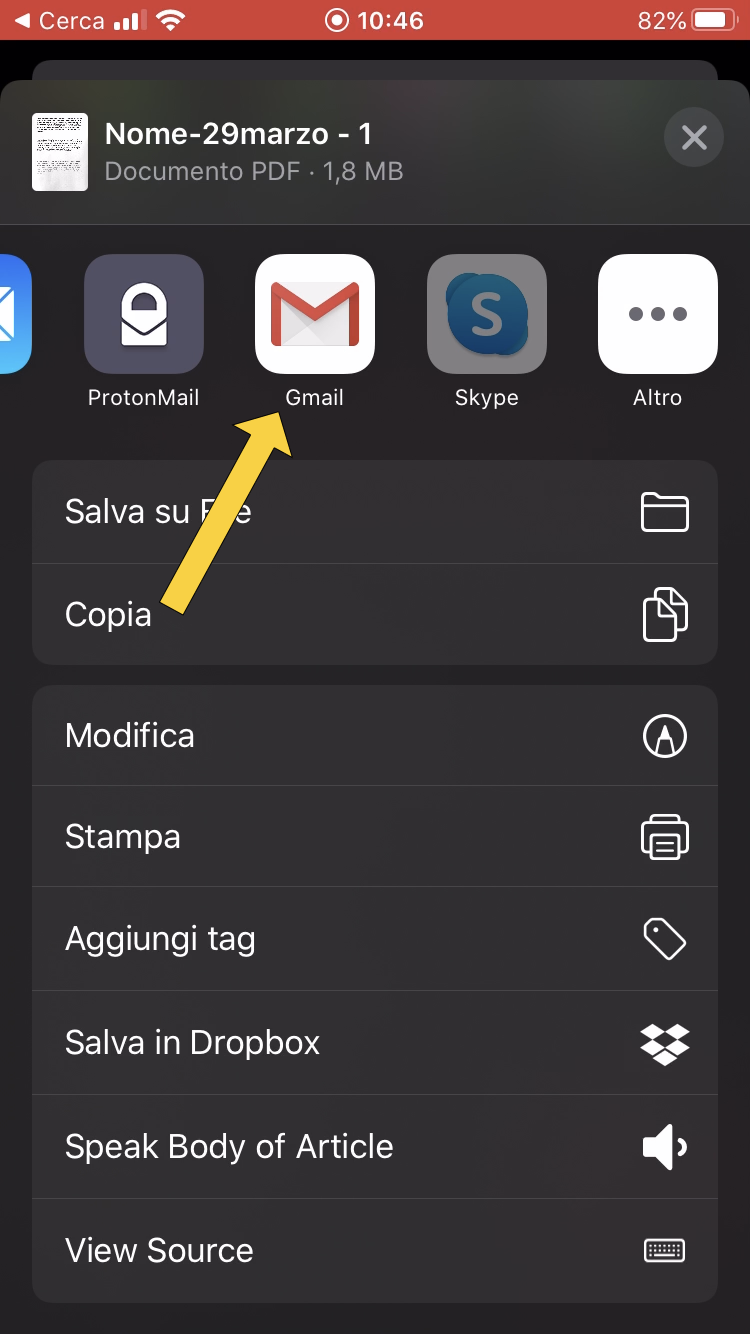 Cerca
10:46
82%
Nome-29marzo - 1
Documento PDF · 1,8 MB
S
ProtonMail
Gmail
Skype
Altro
Salva su
Copia
Modifica
Stampa
Aggiungi tag
Salva in Dropbox
Speak Body of Article
View Source